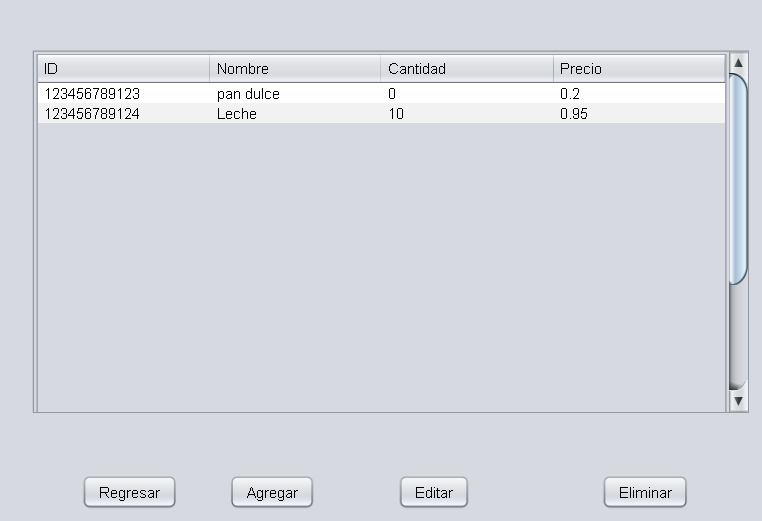 ID Nombre Cantidad Precio
123456789123 pan dulce 0 0.2
123456789124 Leche 10 0.95
Regresar Agregar Editar Eliminar